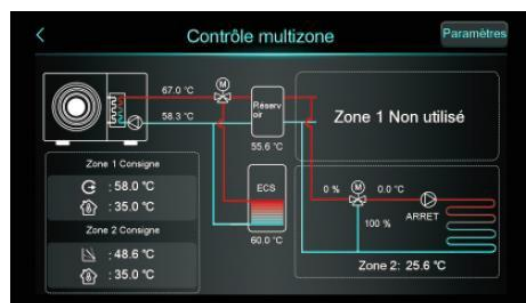 Contrôle multizone
Paramètres
M
67.0 °C
58.3 °C
Réserv
oir
55.6 °C
Zone 1 Non utilisé
Zone 1 Consigne
: 58.0 °C
: 35.0 °C
Zone 2 Consigne
: 48.6 °C
: 35.0 °C
ECS
60.0 °C
0 %
M
0.0 °C
100 %
ARRET
Zone 2: 25.6 °C